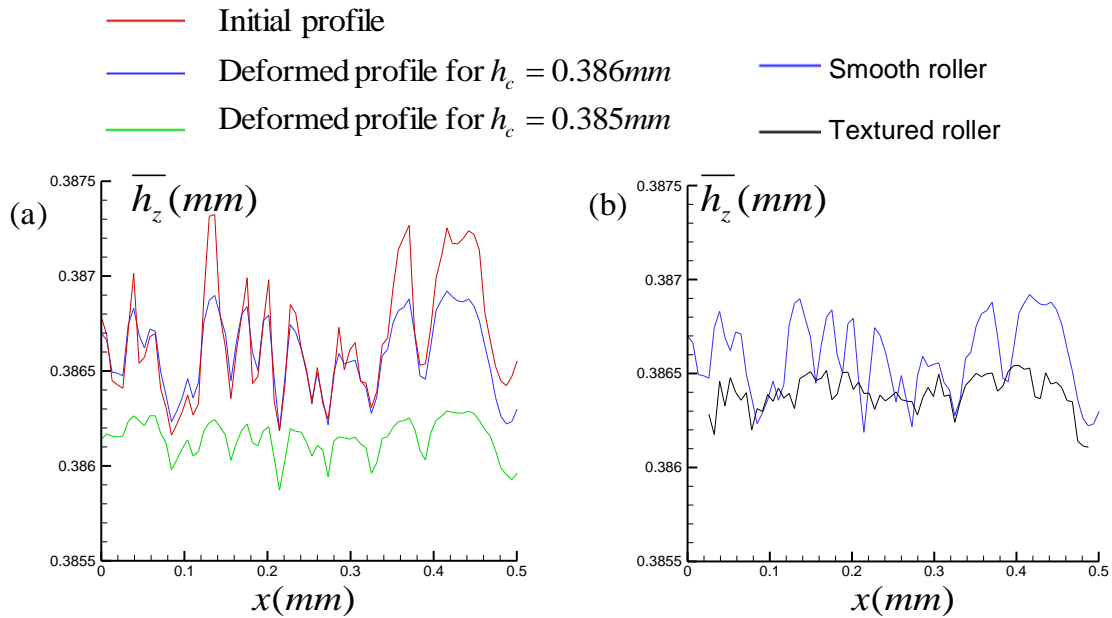 Initial profile
Deformed profile for h_c = 0.386mm
Deformed profile for h_c = 0.385mm
Smooth roller
Textured roller
(a)
h̅_z(mm)
0.3875
0.387
0.3865
0.386
0.3855
0 0.1 0.2 0.3 0.4 0.5
x(mm)
(b)
h̅_z(mm)
0.3875
0.387
0.3865
0.386
0.3855
0 0.1 0.2 0.3 0.4 0.5
x(mm)